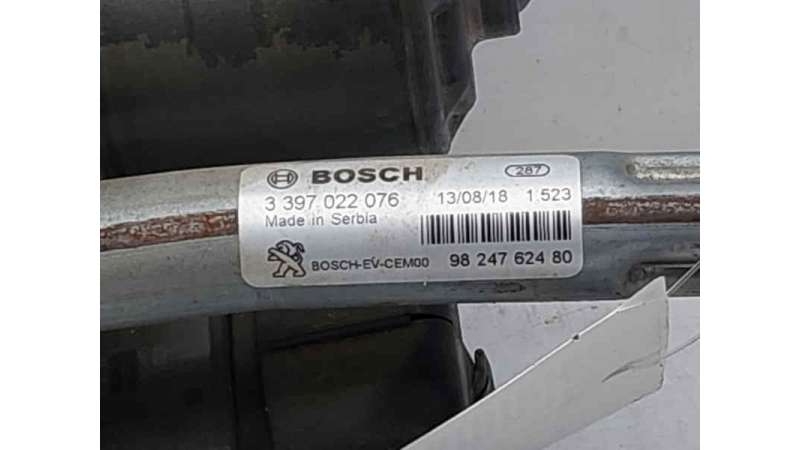 BOSCH 287
3 397 022 076 13/08/18 1.523
Made in Serbia
BOSCH-EV-CEM00 98 247 624 80